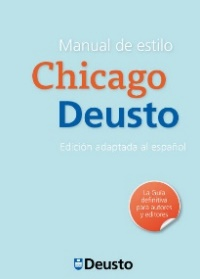 Manual de estilo
Chicago
Deusto
Edición adaptada al español
La Guía
definitiva
para autores
y editores
Deusto